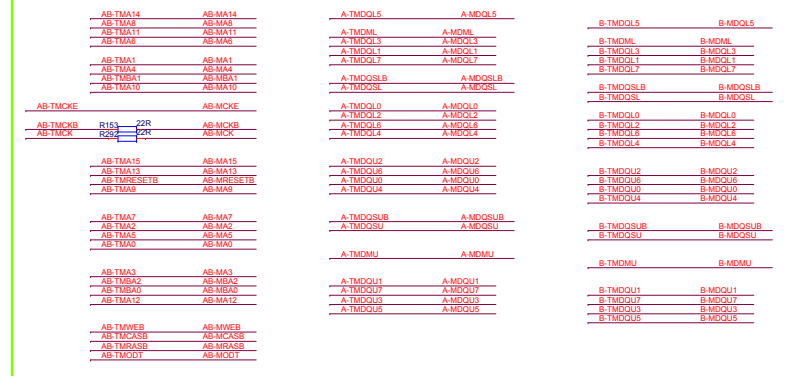 AB-TMA14 AB-MA14
AB-TMA8 AB-MA8
AB-TMA11 AB-MA11
AB-TMA6 AB-MA6
AB-TMA1 AB-MA1
AB-TMA4 AB-MA4
AB-TMBA1 AB-MBA1
AB-TMA10 AB-MA10
AB-TMCKE AB-MCKE
AB-TMCKB R153 22R AB-MCKB
AB-TMCK R292 22R AB-MCK
AB-TMA15 AB-MA15
AB-TMA13 AB-MA13
AB-TMRESETB AB-MRESETB
AB-TMA9 AB-MA9
AB-TMA7 AB-MA7
AB-TMA2 AB-MA2
AB-TMA5 AB-MA5
AB-TMA0 AB-MA0
AB-TMA3 AB-MA3
AB-TMBA2 AB-MBA2
AB-TMBA0 AB-MBA0
AB-TMA12 AB-MA12
AB-TMWEB AB-MWEB
AB-TMCASB AB-MCASB
AB-TMRASB AB-MRASB
AB-TMODT AB-MODT
A-TMDQL5 A-MDQL5
A-TMDML A-MDML
A-TMDQL3 A-MDQL3
A-TMDQL1 A-MDQL1
A-TMDQL7 A-MDQL7
A-TMDQSLB A-MDQSLB
A-TMDQSL A-MDQSL
A-TMDQL0 A-MDQL0
A-TMDQL2 A-MDQL2
A-TMDQL6 A-MDQL6
A-TMDQL4 A-MDQL4
A-TMDQU2 A-MDQU2
A-TMDQU6 A-MDQU6
A-TMDQU0 A-MDQU0
A-TMDQU4 A-MDQU4
A-TMDQSUB A-MDQSUB
A-TMDQSU A-MDQSU
A-TMDMU A-MDMU
A-TMDQU1 A-MDQU1
A-TMDQU7 A-MDQU7
A-TMDQU3 A-MDQU3
A-TMDQU5 A-MDQU5
B-TMDQL5 B-MDQL5
B-TMDML B-MDML
B-TMDQL3 B-MDQL3
B-TMDQL1 B-MDQL1
B-TMDQL7 B-MDQL7
B-TMDQSLB B-MDQSLB
B-TMDQSL B-MDQSL
B-TMDQL0 B-MDQL0
B-TMDQL2 B-MDQL2
B-TMDQL6 B-MDQL6
B-TMDQL4 B-MDQL4
B-TMDQU2 B-MDQU2
B-TMDQU6 B-MDQU6
B-TMDQU0 B-MDQU0
B-TMDQU4 B-MDQU4
B-TMDQSUB B-MDQSUB
B-TMDQSU B-MDQSU
B-TMDMU B-MDMU
B-TMDQU1 B-MDQU1
B-TMDQU7 B-MDQU7
B-TMDQU3 B-MDQU3
B-TMDQU5 B-MDQU5